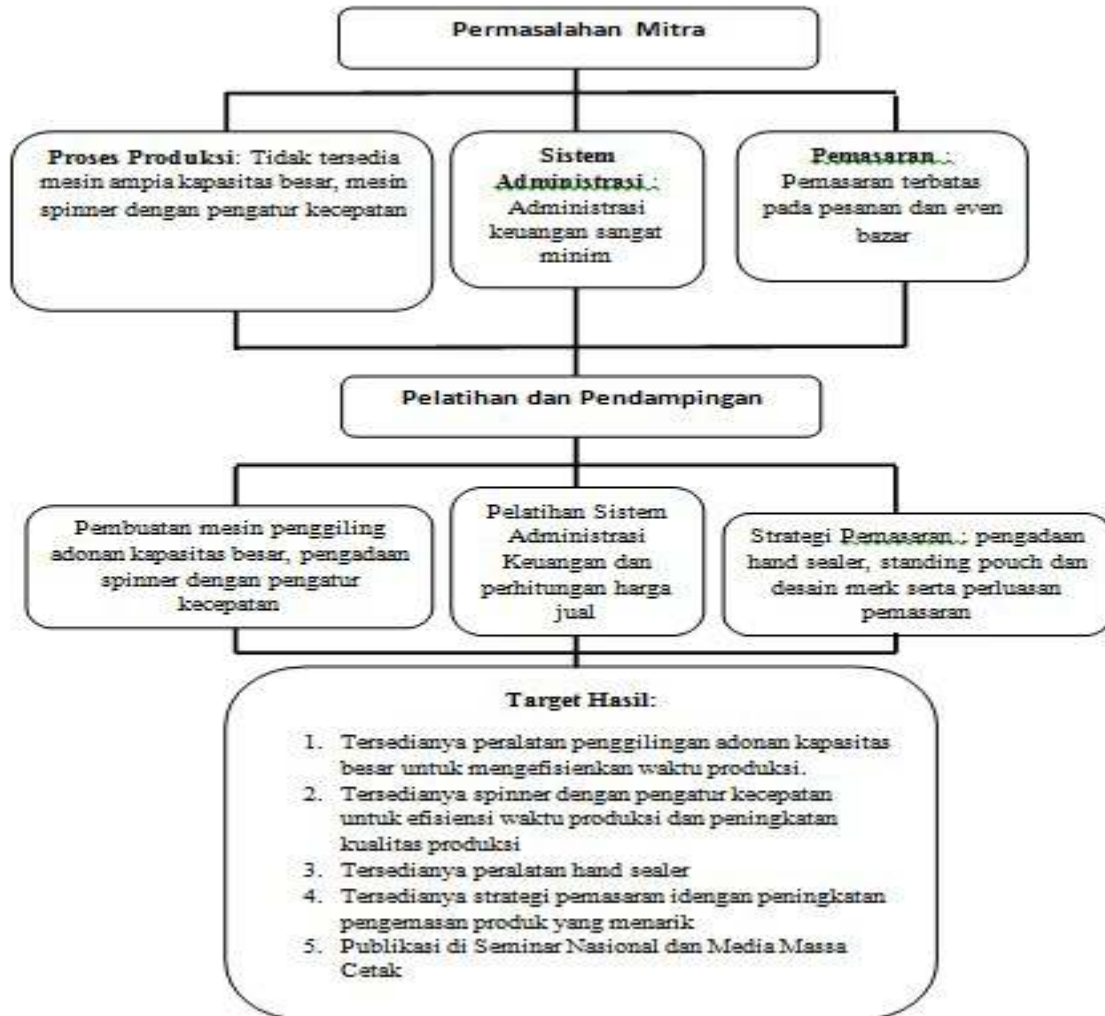 Permasalahan Mitra
Proses Produksi: Tidak tersedia
mesin ampia kapasitas besar, mesin
spinner dengan pengatur kecepatan
Sistem
Administrasi :
Administrasi
keuangan sangat
minim
Pemasaran :
Pemasaran terbatas
pada pesanan dan even
bazar
Pelatihan dan Pendampingan
Pembuatan mesin penggiling
adonan kapasitas besar, pengadaan
spinner dengan pengatur
kecepatan
Pelatihan Sistem
Administrasi
Keuangan dan
perhitungan harga
jual
Strategi Pemasaran : pengadaan
hand sealer, standing pouch dan
desain merk serta perluasan
pemasaran
Target Hasil:
1. Tersedianya peralatan penggilingan adonan kapasitas
besar untuk mengefisienkan waktu produksi.
2. Tersedianya spinner dengan pengatur kecepatan
untuk efisiensi waktu produksi dan peningkatan
kualitas produksi
3. Tersedianya peralatan hand sealer
4. Tersedianya strategi pemasaran idengan peningkatan
pengemasan produk yang menarik
5. Publikasi di Seminar Nasional dan Media Massa
Cetak